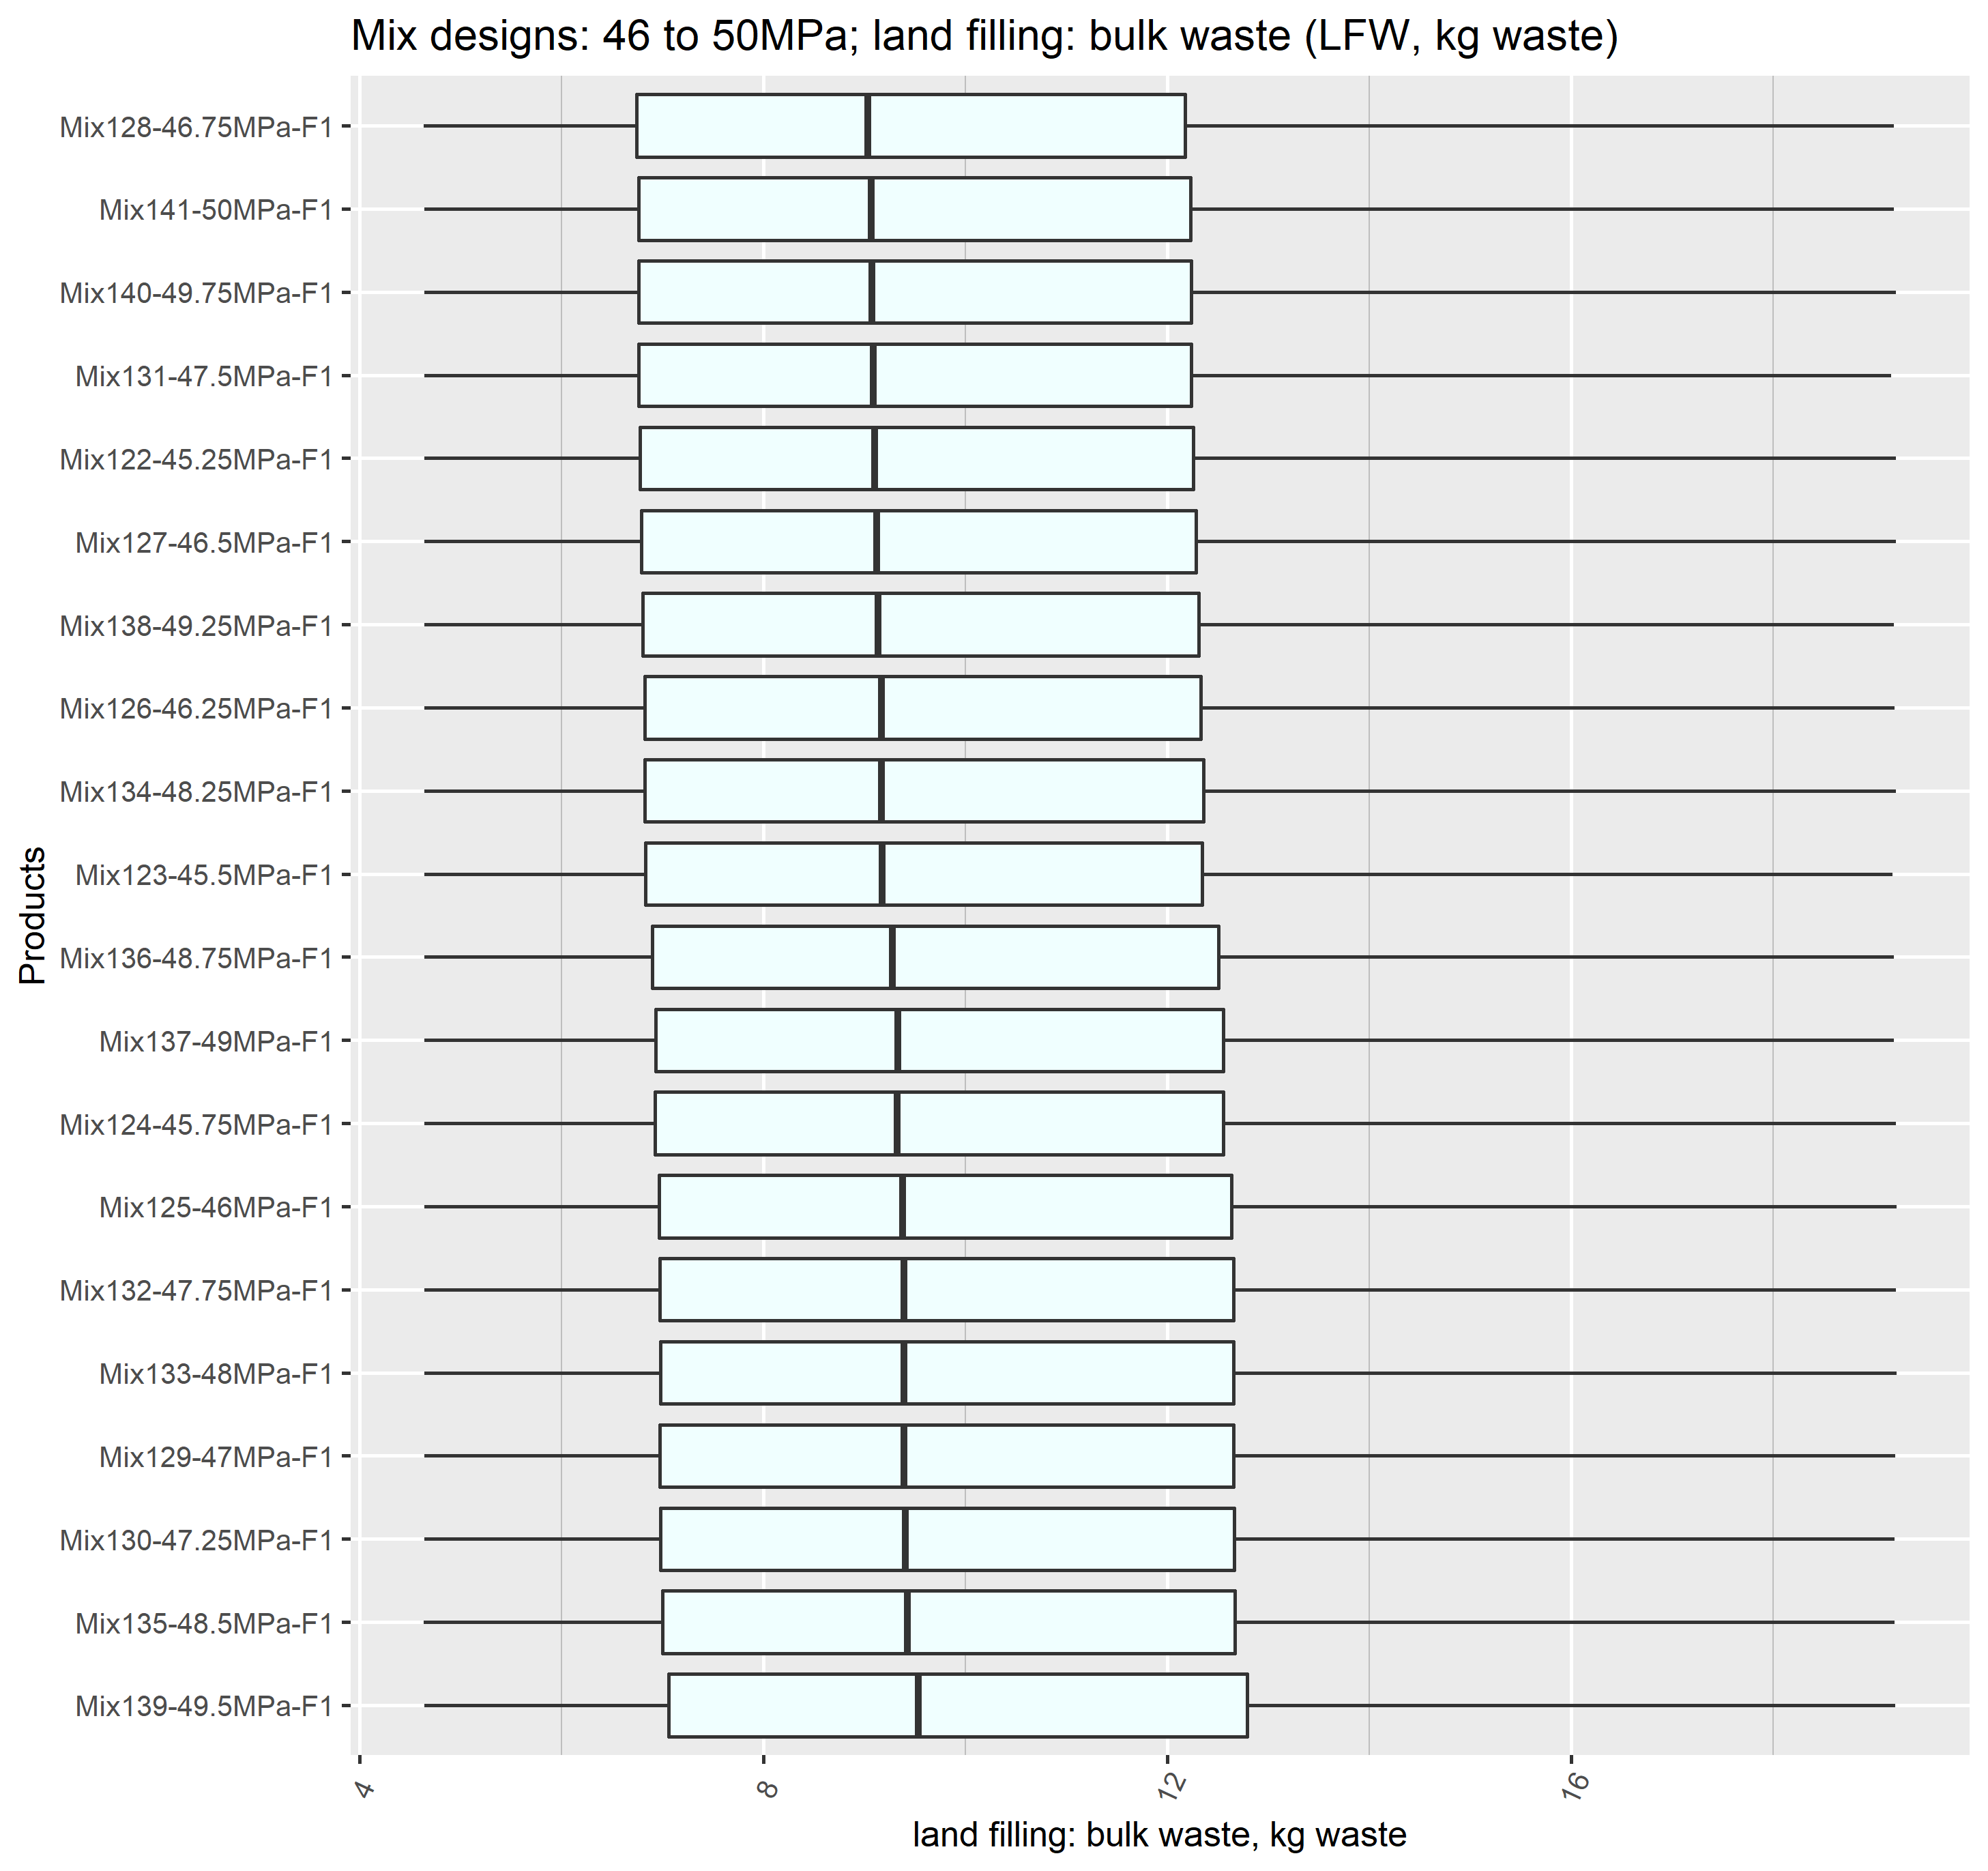 Mix designs: 46 to 50MPa; land filling: bulk waste (LFW, kg waste)
Products
Mix128-46.75MPa-F1
Mix141-50MPa-F1
Mix140-49.75MPa-F1
Mix131-47.5MPa-F1
Mix122-45.25MPa-F1
Mix127-46.5MPa-F1
Mix138-49.25MPa-F1
Mix126-46.25MPa-F1
Mix134-48.25MPa-F1
Mix123-45.5MPa-F1
Mix136-48.75MPa-F1
Mix137-49MPa-F1
Mix124-45.75MPa-F1
Mix125-46MPa-F1
Mix132-47.75MPa-F1
Mix133-48MPa-F1
Mix129-47MPa-F1
Mix130-47.25MPa-F1
Mix135-48.5MPa-F1
Mix139-49.5MPa-F1
4 8 12 16
land filling: bulk waste, kg waste